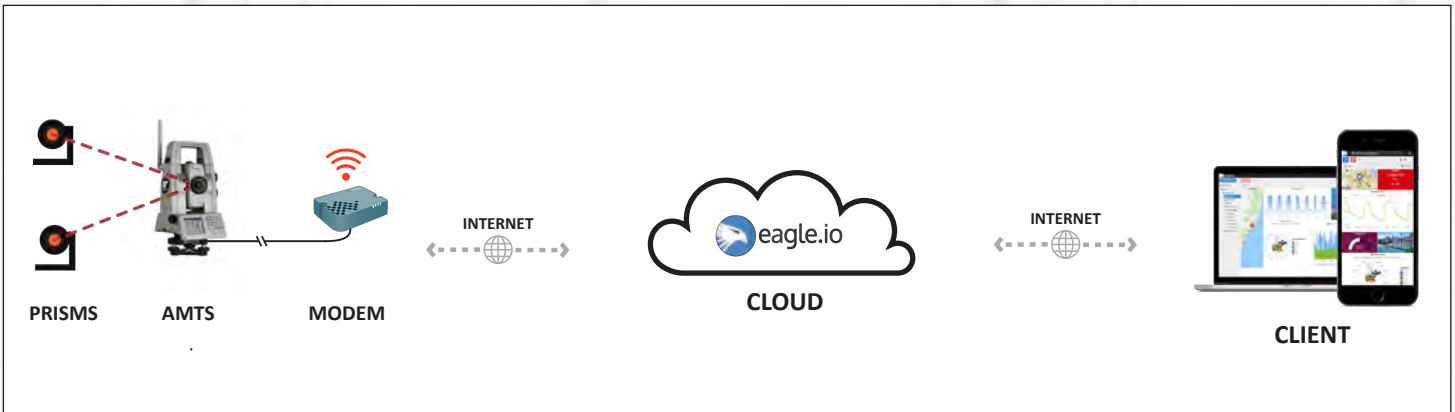 PRISMS
AMTS
.
MODEM
INTERNET
eagle.io
CLOUD
INTERNET
CLIENT